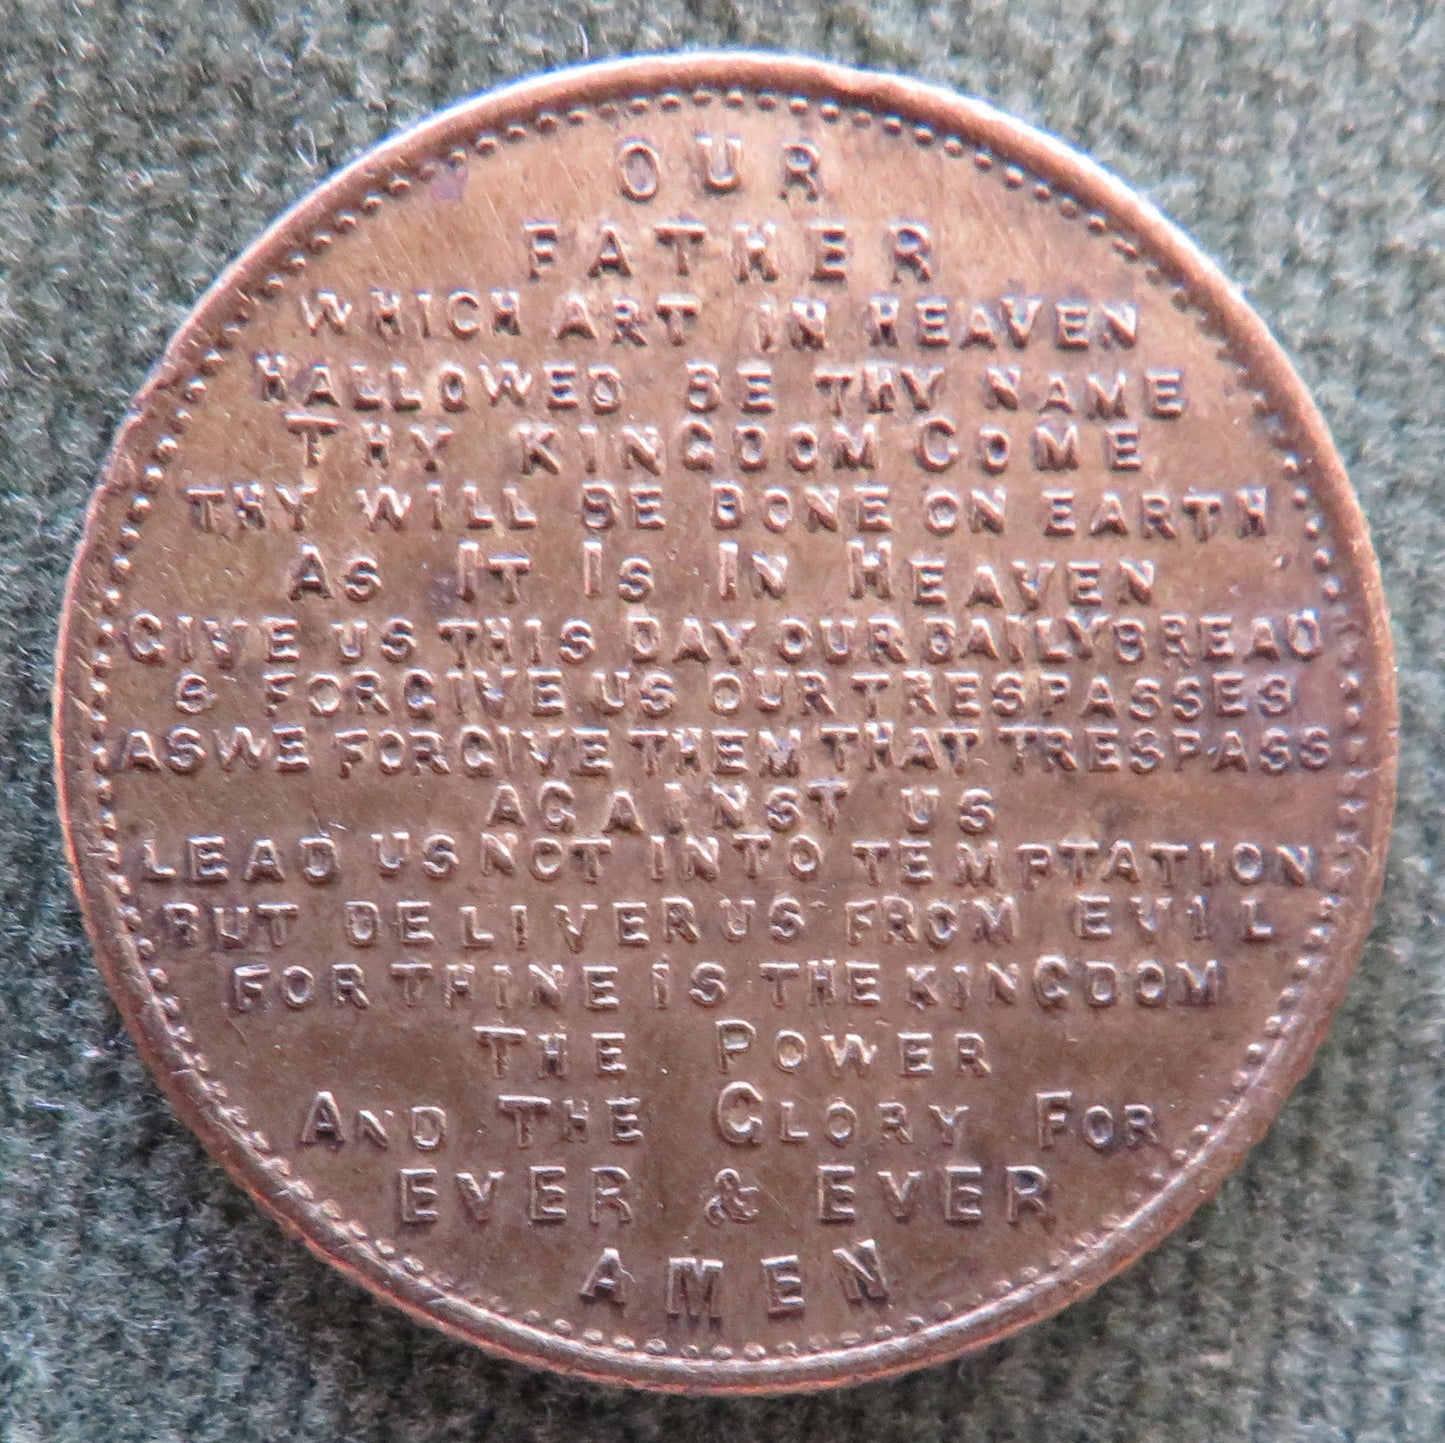 OUR
FATHER
WHICH ART IN HEAVEN
HALLOWED BE THY NAME
THY KINGDOM COME
THY WILL BE DONE ON EARTH
AS IT IS IN HEAVEN
GIVE US THIS DAY OUR DAILY BREAD
& FORGIVE US OUR TRESPASSES
AS WE FORGIVE THEM THAT TRESPASS
AGAINST US
LEAD US NOT INTO TEMPTATION
BUT DELIVER US FROM EVIL
FOR THINE IS THE KINGDOM
THE POWER
AND THE GLORY FOR
EVER & EVER
AMEN